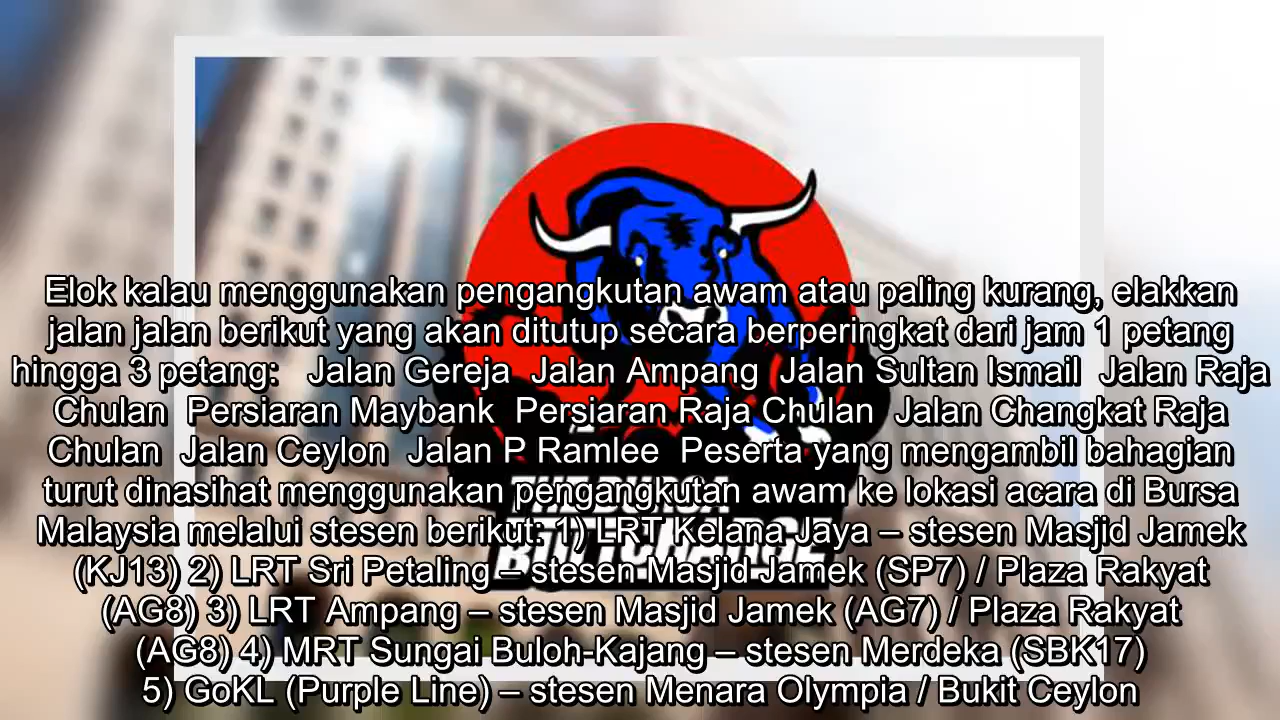 Elok kalau menggunakan pengangkutan awam atau paling kurang, elakkan
jalan jalan berikut yang akan ditutup secara berperingkat dari jam 1 petang
hingga 3 petang: Jalan Gereja Jalan Ampang Jalan Sultan Ismail Jalan Raja
Chulan Persiaran Maybank Persiaran Raja Chulan Jalan Changkat Raja
Chulan Jalan Ceylon Jalan P. Ramlee Peserta yang mengambil bahagian
turut dinasihat menggunakan pengangkutan awam ke lokasi acara di Bursa
Malaysia melalui stesen berikut: 1) LRT Kelana Jaya – stesen Masjid Jamek
(KJ13) 2) LRT Sri Petaling – stesen Masjid Jamek (SP7) / Plaza Rakyat
(AG8) 3) LRT Ampang – stesen Masjid Jamek (AG7) / Plaza Rakyat
(AG8) 4) MRT Sungai Buloh-Kajang – stesen Merdeka (SBK17)
5) GoKL (Purple Line) – stesen Menara Olympia / Bukit Ceylon